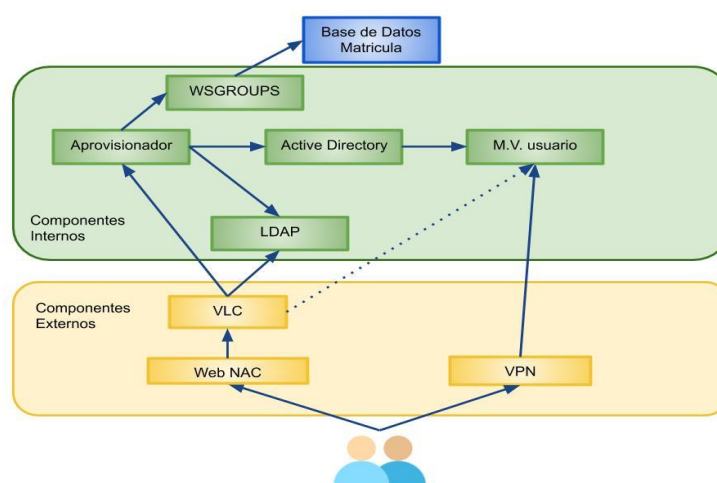 Base de Datos
Matricula
WSGROUPS
Aprovisionador
Active Directory
M.V. usuario
Componentes
Internos
LDAP
Componentes
Externos
VLC
Web NAC
VPN